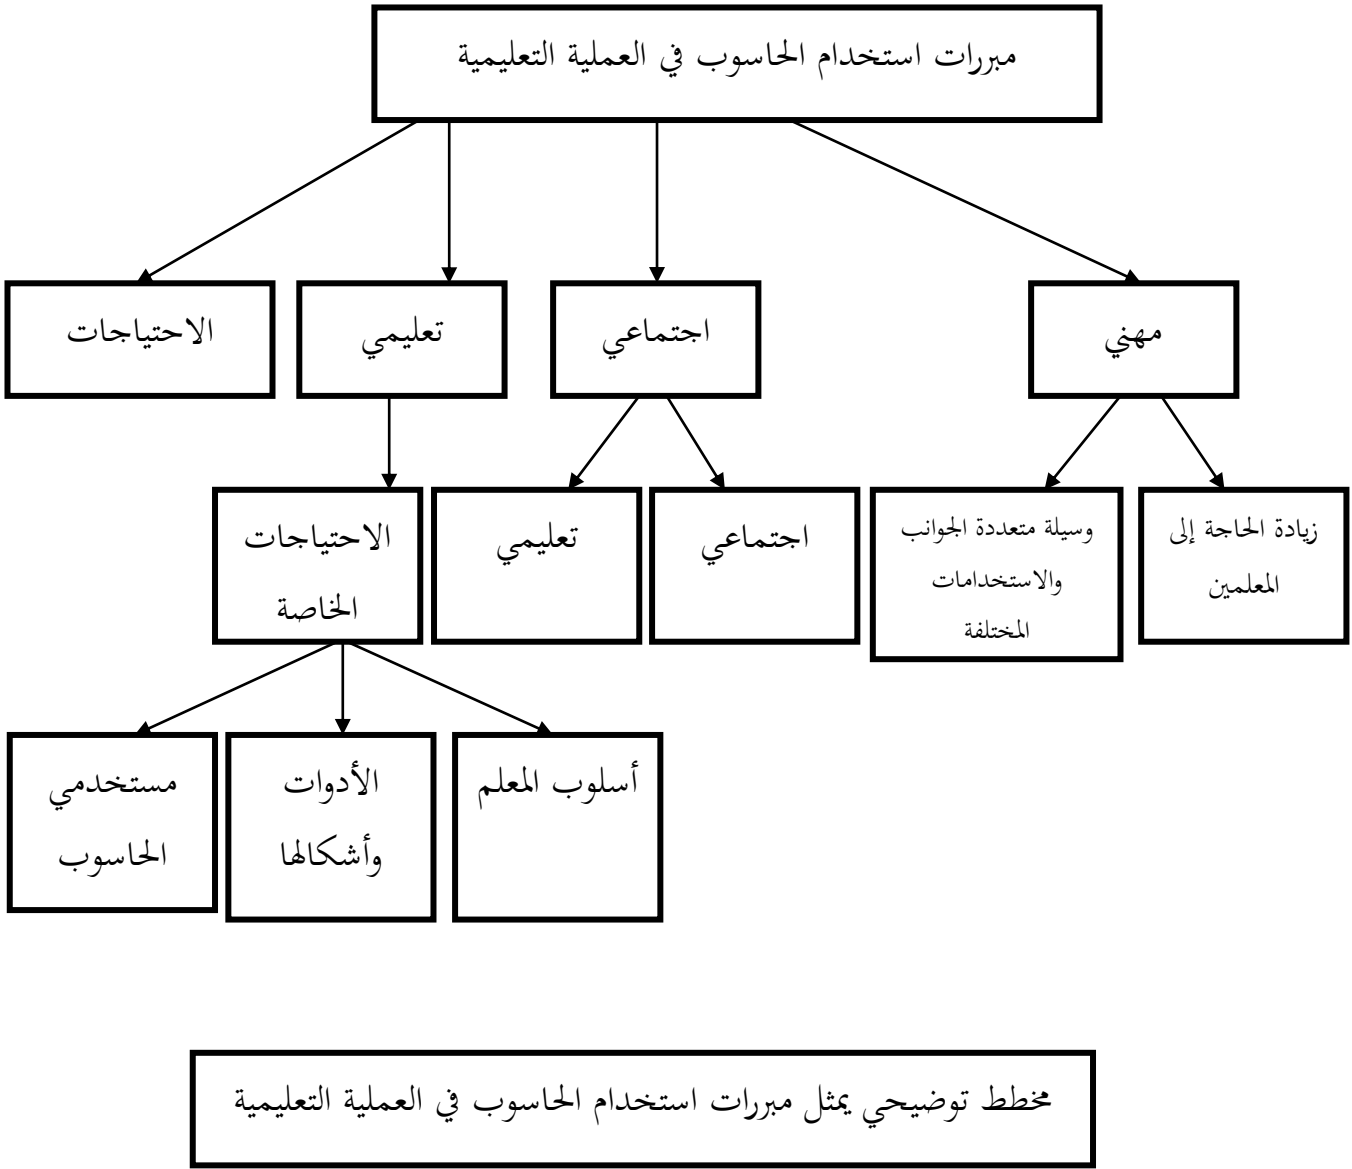 مبررات استخدام الحاسوب في العملية التعليمية
مهني
اجتماعي
تعليمي
الاحتياجات
زيادة الحاجة إلى
المعلمين
وسيلة متعددة الجوانب
والاستخدامات
المختلفة
اجتماعي
تعليمي
الاحتياجات
الخاصة
أسلوب المعلم
الأدوات
وأشكالها
مستخدمي
الحاسوب
مخطط توضيحي يمثل مبررات استخدام الحاسوب في العملية التعليمية